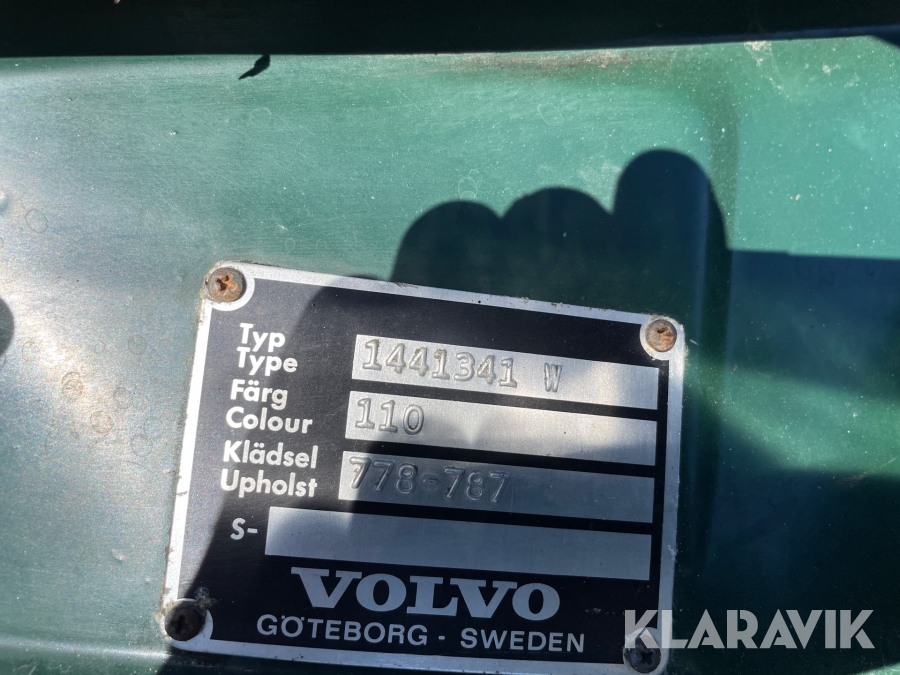 Typ
Type 1441341 W
Färg
Colour 110
Klädsel
Upholst 778-787
S-
VOLVO
GÖTEBORG - SWEDEN
KLARAVIK